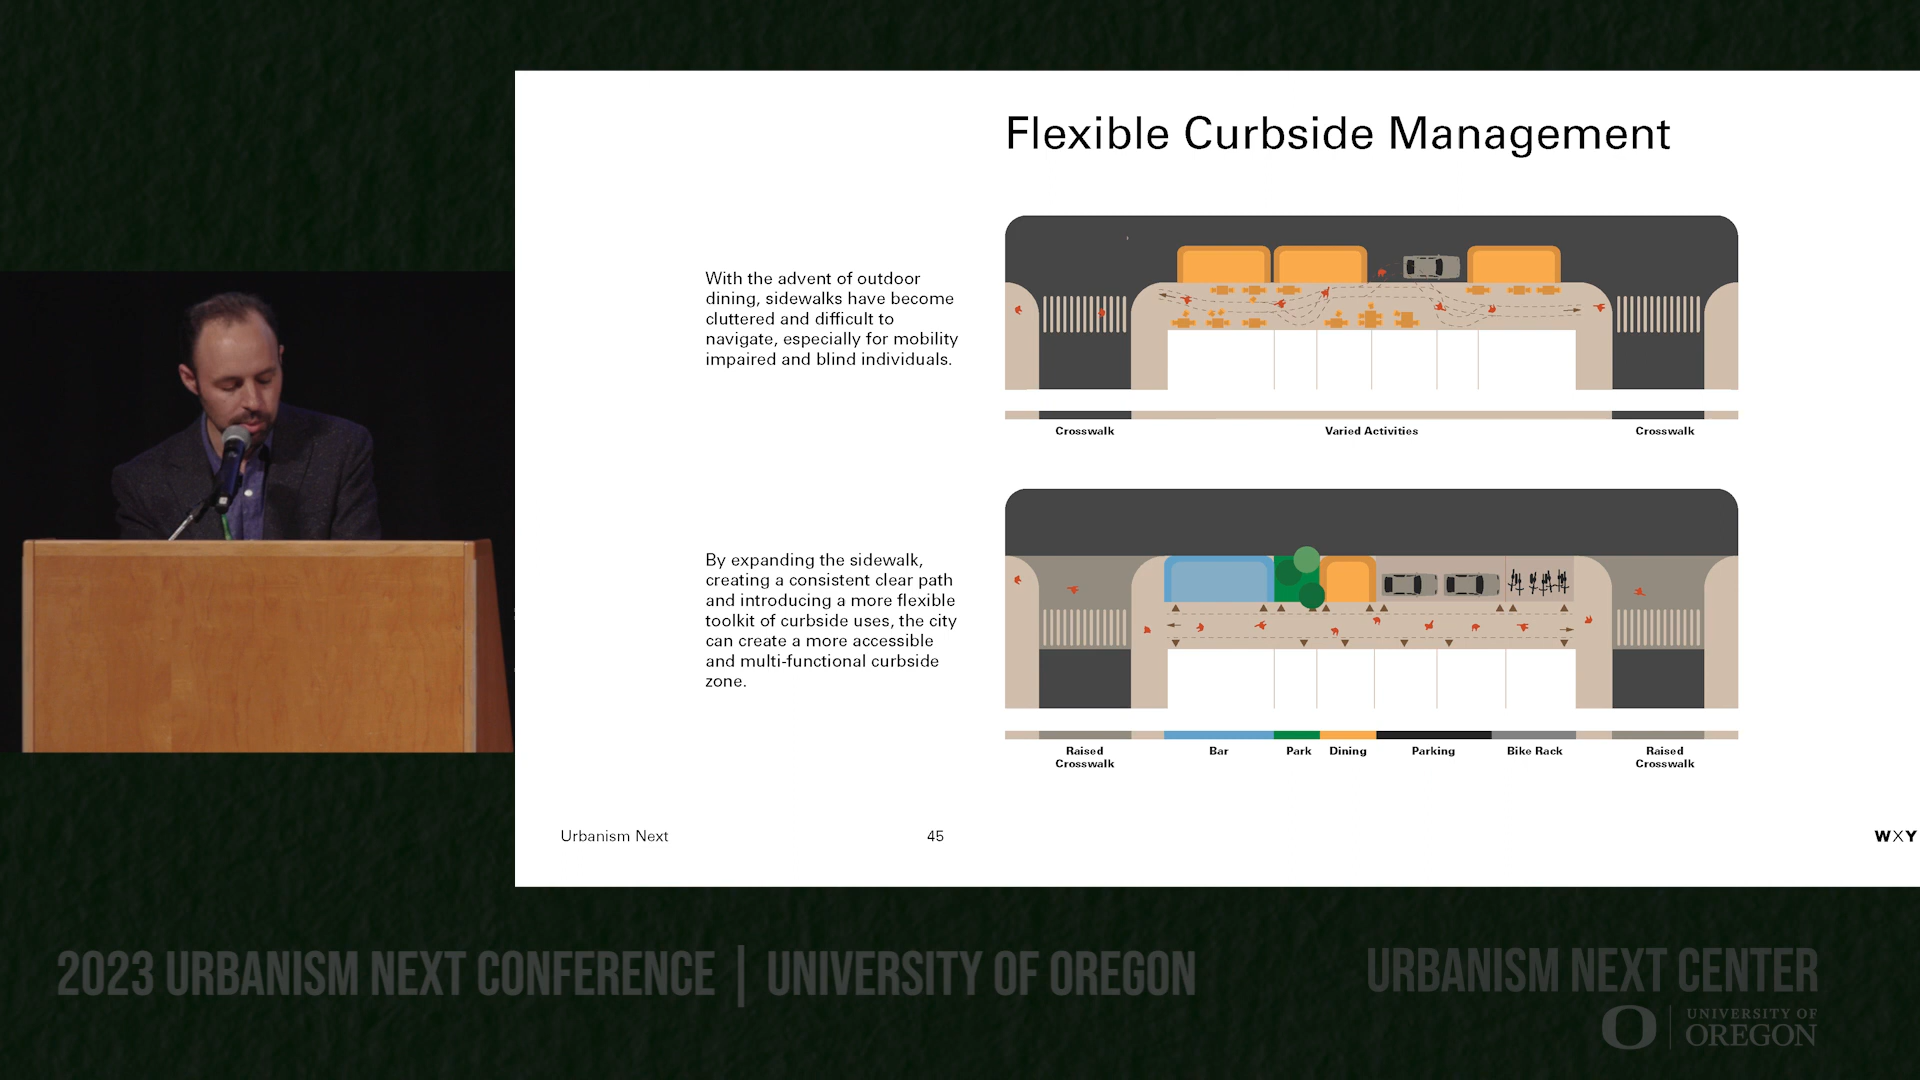 Flexible Curbside Management
With the advent of outdoor
dining, sidewalks have become
cluttered and difficult to
navigate, especially for mobility
impaired and blind individuals.
Crosswalk
Varied Activities
Crosswalk
By expanding the sidewalk,
creating a consistent clear path
and introducing a more flexible
toolkit of curbside uses, the city
can create a more accessible
and multi-functional curbside
zone.
Raised
Crosswalk
Bar
Park
Dining
Parking
Bike Rack
Raised
Crosswalk
Urbanism Next
45
WXY
2023 URBANISM NEXT CONFERENCE | UNIVERSITY OF OREGON
URBANISM NEXT CENTER
O
UNIVERSITY OF
OREGON